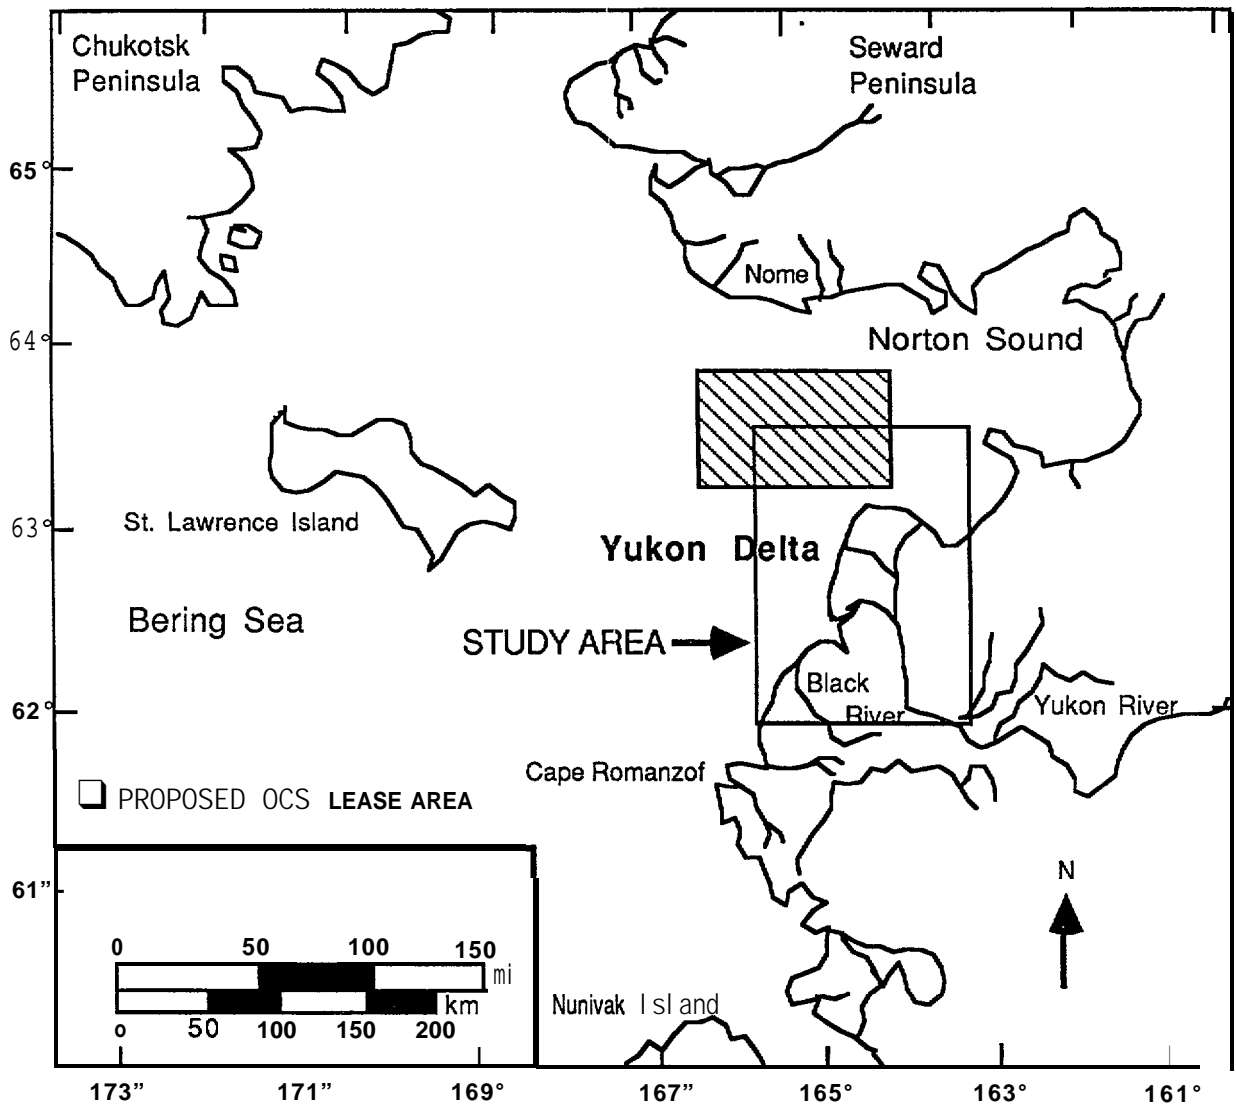 Chukotsk
Peninsula
Seward
Peninsula
65°
Nome
64°
Norton Sound
63°
St. Lawrence Island
Yukon Delta
Bering Sea
STUDY AREA
Black
River
Yukon River
62°
Cape Romanzof
PROPOSED OCS LEASE AREA
61”
N
0 50 100 150
mi
km
0 50 100 150 200
Nunivak Island
173” 171” 169° 167” 165° 163° 161°